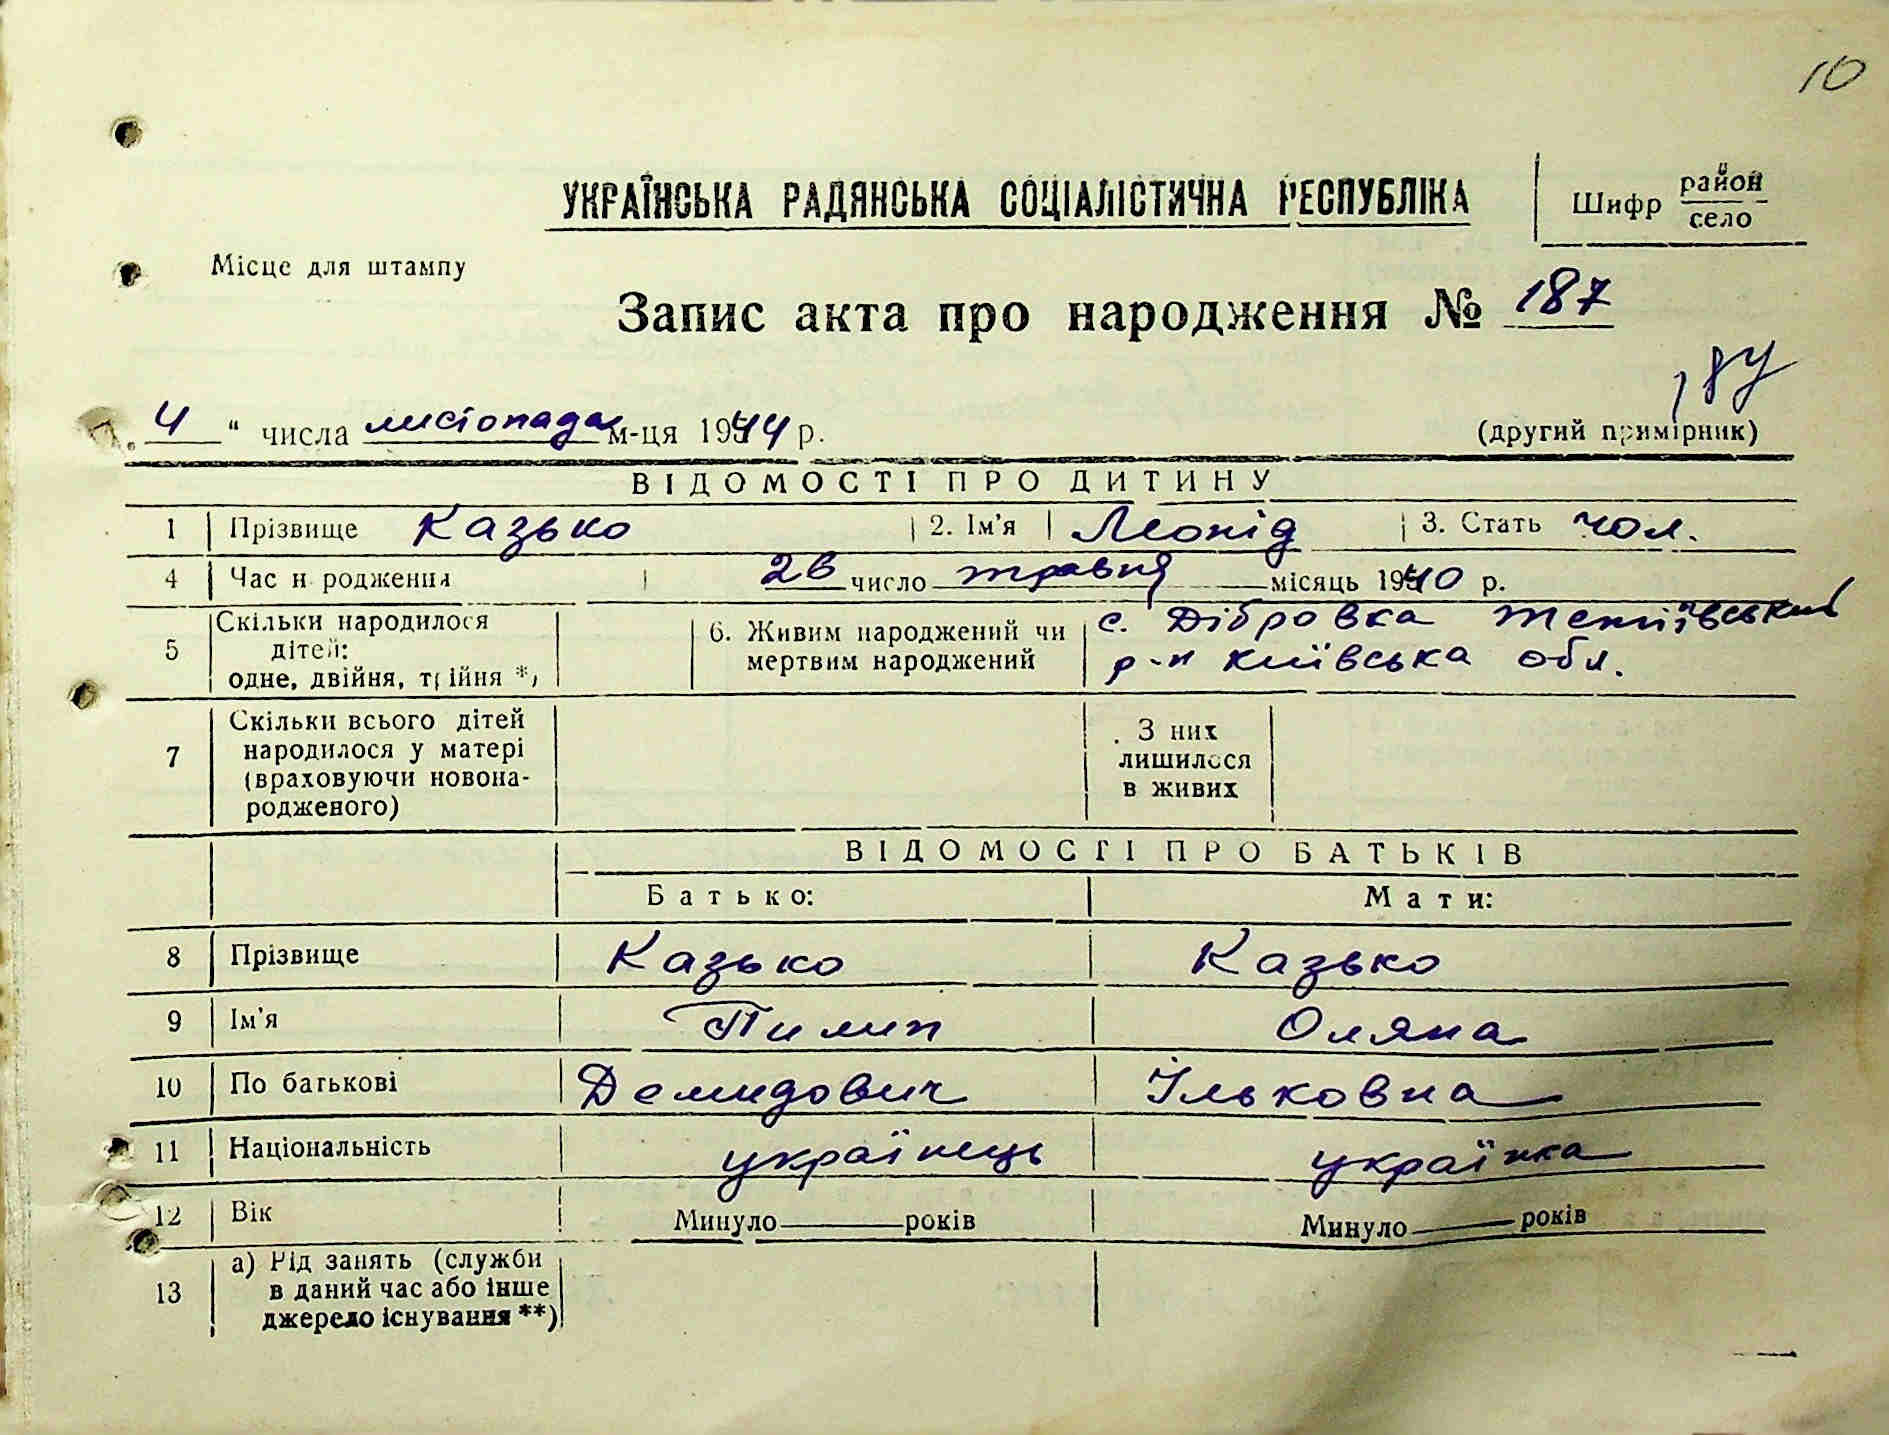 10
УКРАЇНСЬКА РАДЯНСЬКА СОЦІАЛІСТИЧНА РЕСПУБЛІКА
Шифр район
село
Місце для штампу
Запис акта про народження № 187
187
„ 4 “ числа листопада м-ця 1944 р.
(другий примірник)
ВІДОМОСТІ ПРО ДИТИНУ
1 Прізвище Казько 2. Ім'я Леонід 3. Стать чол.
4 Час народження 26 число травня місяць 1940 р.
5 Скільки народилося дітей: одне, двійня, трійня *)
6. Живим народжений чи мертвим народжений
с. Дібровка
р-н київська обл.
7 Скільки всього дітей народилося у матері (враховуючи новонародженого)
З них лишилося в живих
ВІДОМОСТІ ПРО БАТЬКІВ
Батько: Мати:
8 Прізвище Казько Казько
9 Ім'я Пилип Оляна
10 По батькові Демидович Ільковна
11 Національність українець українка
12 Вік Минуло років Минуло років
13 а) Рід занять (служби в даний час або інше джерело існування **)